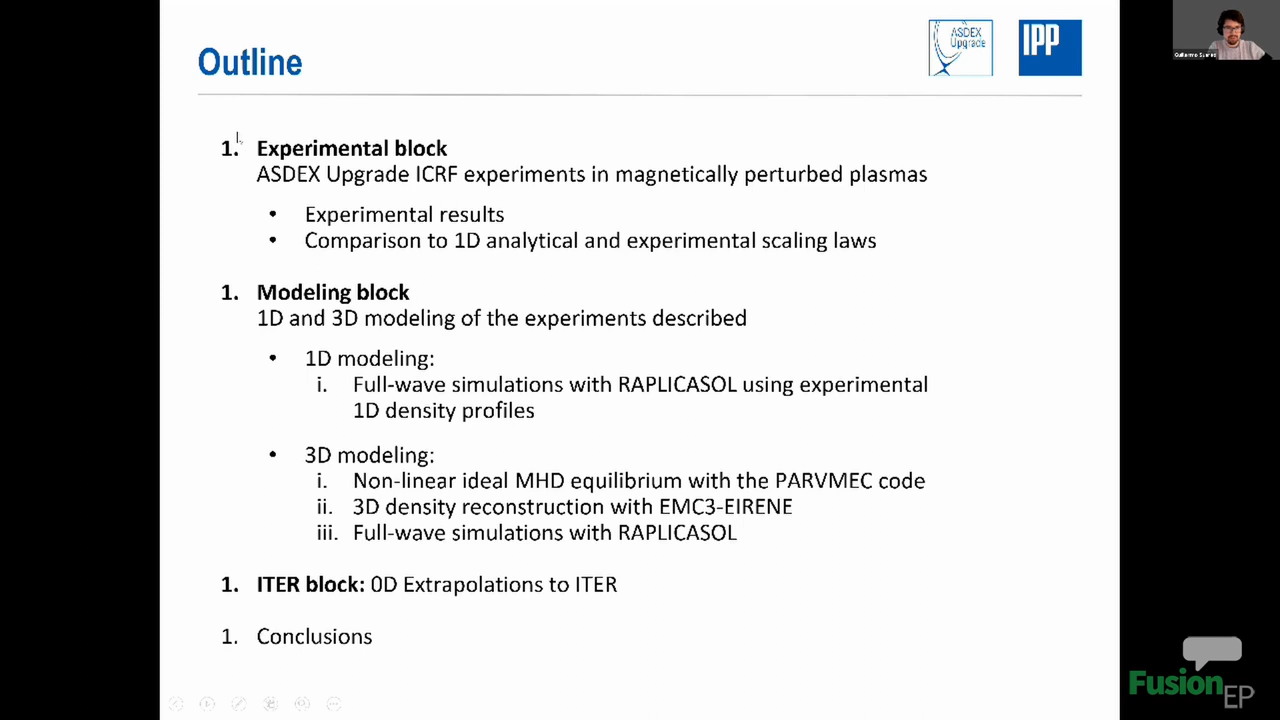 Outline
ASDEX
Upgrade
IPP
1. Experimental block
ASDEX Upgrade ICRF experiments in magnetically perturbed plasmas
• Experimental results
• Comparison to 1D analytical and experimental scaling laws
1. Modeling block
1D and 3D modeling of the experiments described
• 1D modeling:
i. Full-wave simulations with RAPLICASOL using experimental
1D density profiles
• 3D modeling:
i. Non-linear ideal MHD equilibrium with the PARVMEC code
ii. 3D density reconstruction with EMC3-EIRENE
iii. Full-wave simulations with RAPLICASOL
1. ITER block: 0D Extrapolations to ITER
1. Conclusions
Fusion
EP